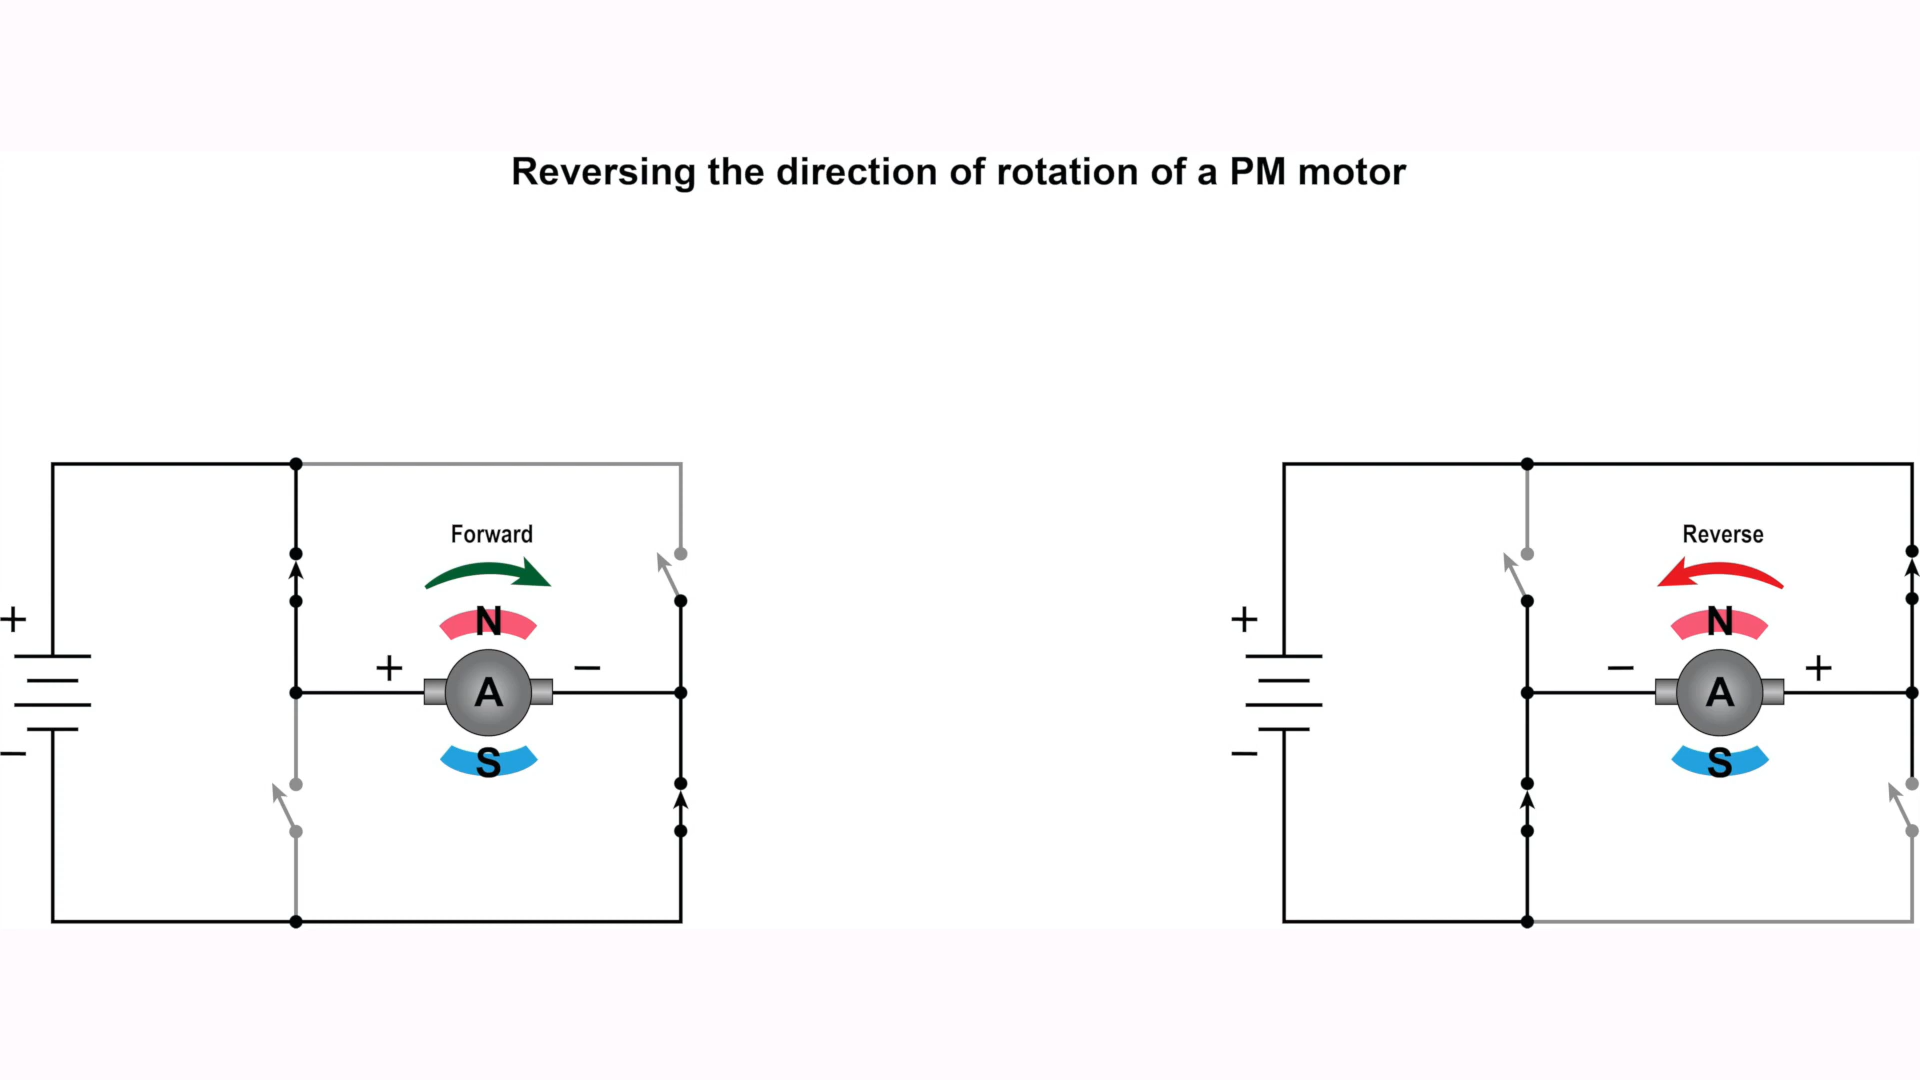 Reversing the direction of rotation of a PM motor
Forward
N
+
+
−
A
−
S
Reverse
N
+
−
+
A
−
S